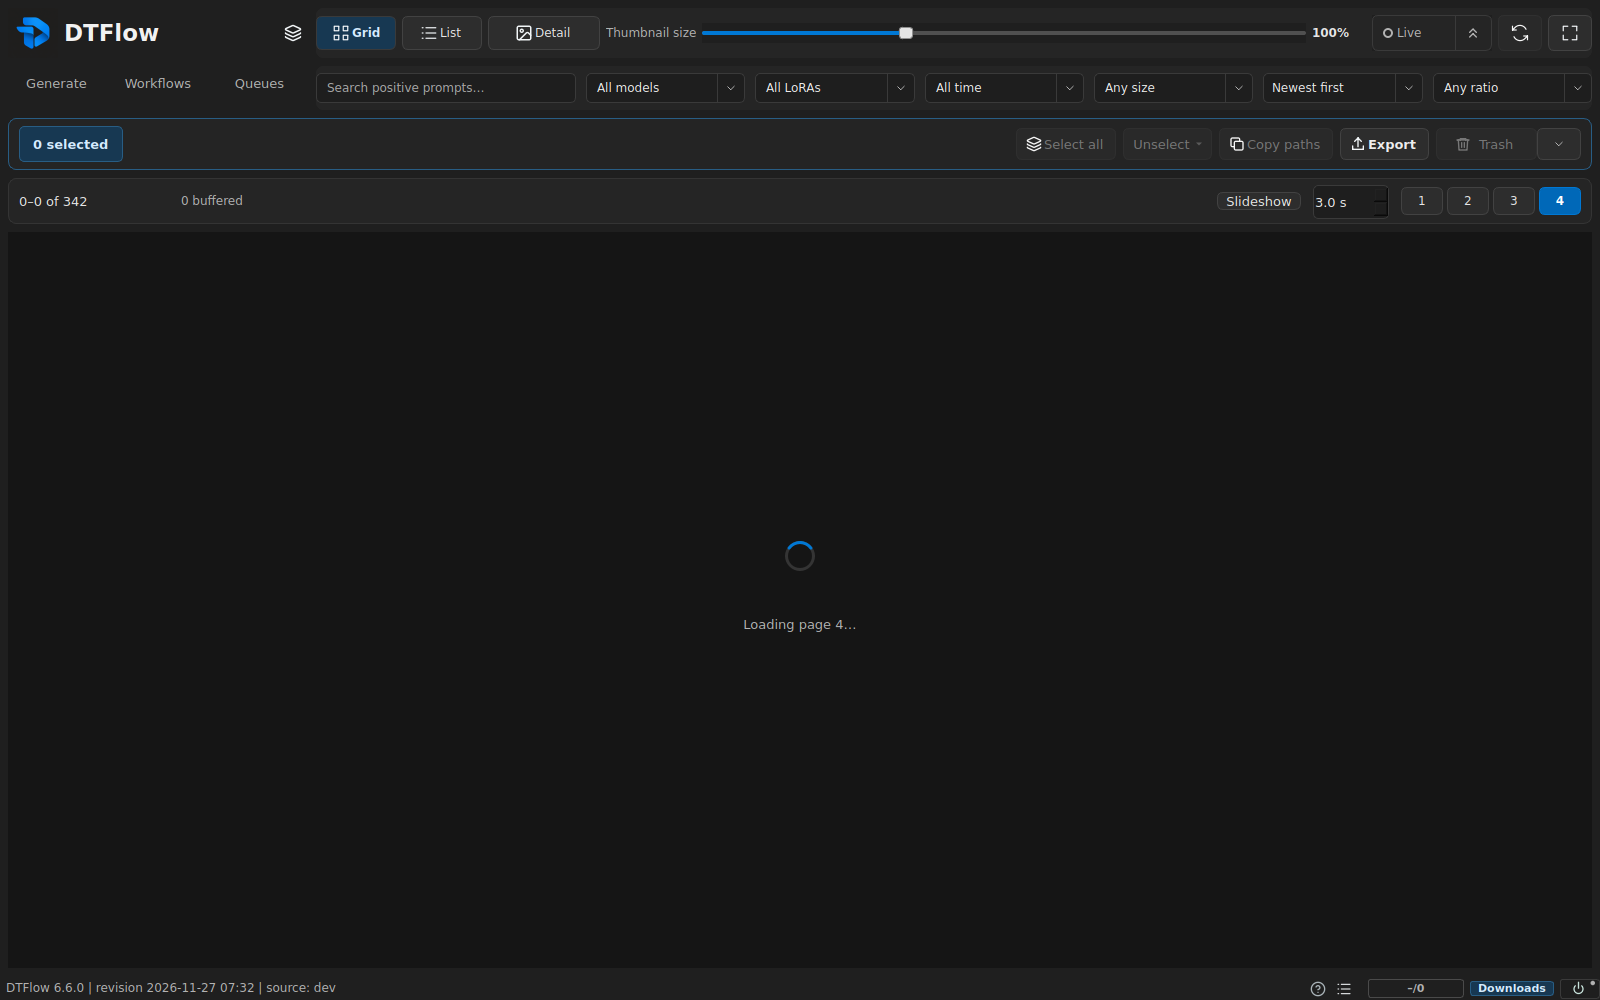 DTFlow
Grid
List
Detail
Thumbnail size
100%
Live
Generate
Workflows
Queues
Search positive prompts...
All models
All LoRAs
All time
Any size
Newest first
Any ratio
0 selected
Select all
Unselect
Copy paths
Export
Trash
0–0 of 342
0 buffered
Slideshow
3.0 s
1
2
3
4
Loading page 4...
DTFlow 6.6.0 | revision 2026-11-27 07:32 | source: dev
–/0
Downloads